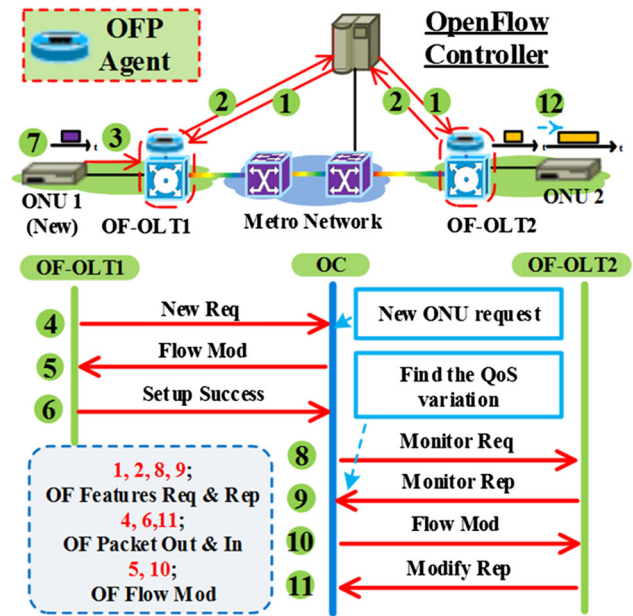 OFP
Agent
OpenFlow
Controller
2
1
2
1
12
7
3
t
t
t
ONU 1
(New)
OF-OLT1
Metro Network
OF-OLT2
ONU 2
OF-OLT1
OC
OF-OLT2
4
New Req
New ONU request
5
Flow Mod
Find the QoS
variation
6
Setup Success
8
Monitor Req
1, 2, 8, 9;
OF Features Req & Rep
9
Monitor Rep
4, 6,11;
OF Packet Out & In
10
Flow Mod
5, 10;
OF Flow Mod
11
Modify Rep